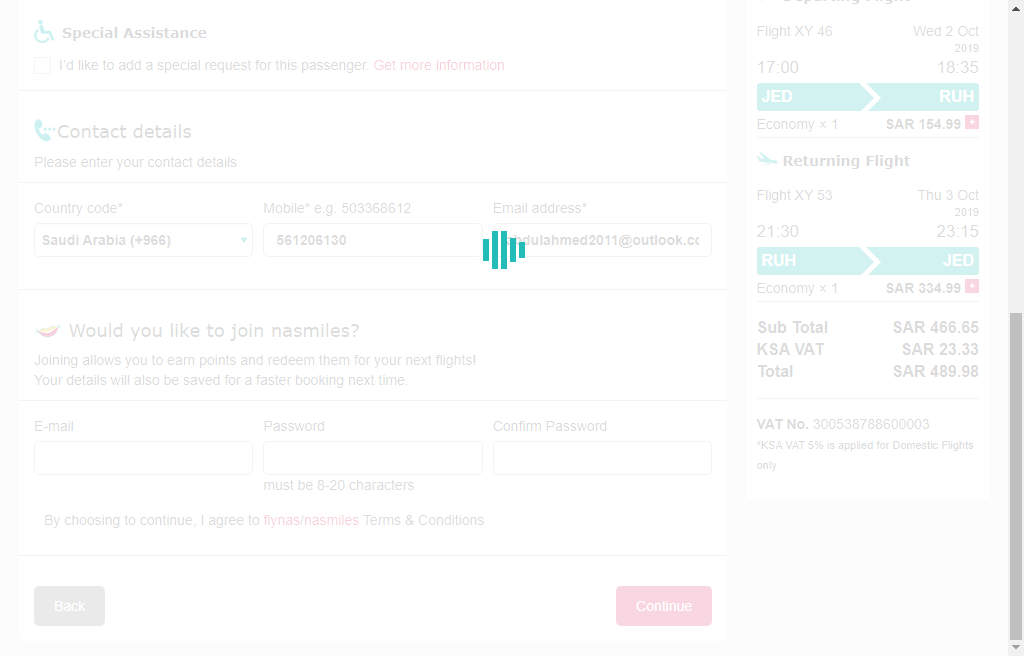 Special Assistance
I'd like to add a special request for this passenger. Get more information
Contact details
Please enter your contact details
Country code* Mobile* e.g. 503368612 Email address*
Saudi Arabia (+966) 561206130
Would you like to join nasmiles?
Joining allows you to earn points and redeem them for your next flights!
Your details will also be saved for a faster booking next time.
E-mail Password Confirm Password
must be 8-20 characters
By choosing to continue, I agree to flynas/nasmiles Terms & Conditions
Back Continue
Departing Flight
Flight XY 46 Wed 2 Oct
2019
17:00 18:35
JED RUH
Economy × 1 SAR 154.99 +
Returning Flight
Flight XY 53 Thu 3 Oct
2019
21:30 23:15
RUH JED
Economy × 1 SAR 334.99 +
Sub Total SAR 466.65
KSA VAT SAR 23.33
Total SAR 489.98
VAT No. 300538788600003
*KSA VAT 5% is applied for Domestic Flights
only